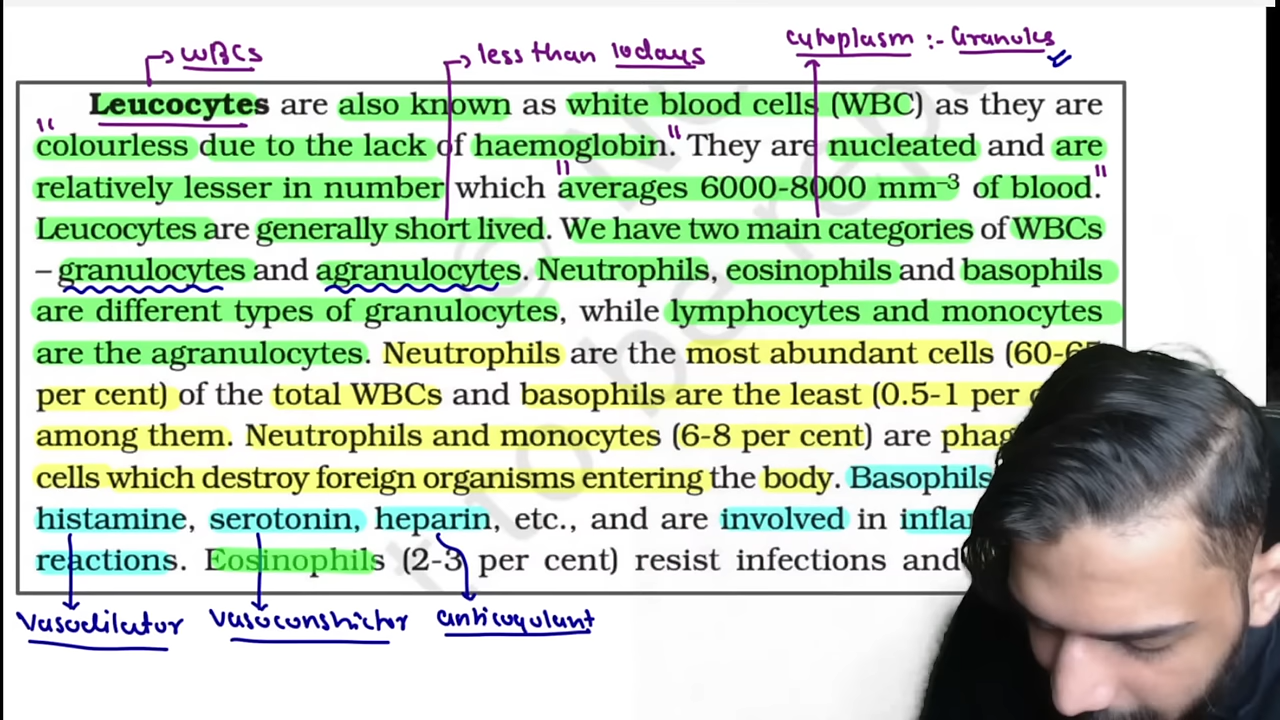 WBCs
less than 10days
cytoplasm :- Granules
Leucocytes are also known as white blood cells (WBC) as they are
colourless due to the lack of haemoglobin." They are nucleated and are
relatively lesser in number which "averages 6000-8000 mm⁻³ of blood."
Leucocytes are generally short lived. We have two main categories of WBCs
– granulocytes and agranulocytes. Neutrophils, eosinophils and basophils
are different types of granulocytes, while lymphocytes and monocytes
are the agranulocytes. Neutrophils are the most abundant cells (60-65
per cent) of the total WBCs and basophils are the least (0.5-1 per
among them. Neutrophils and monocytes (6-8 per cent) are
cells which destroy foreign organisms entering the body. Basophils
histamine, serotonin, heparin, etc., and are involved in
reactions. Eosinophils (2-3 per cent) resist infections and
Vasodilator Vasoconstrictor anticoagulant